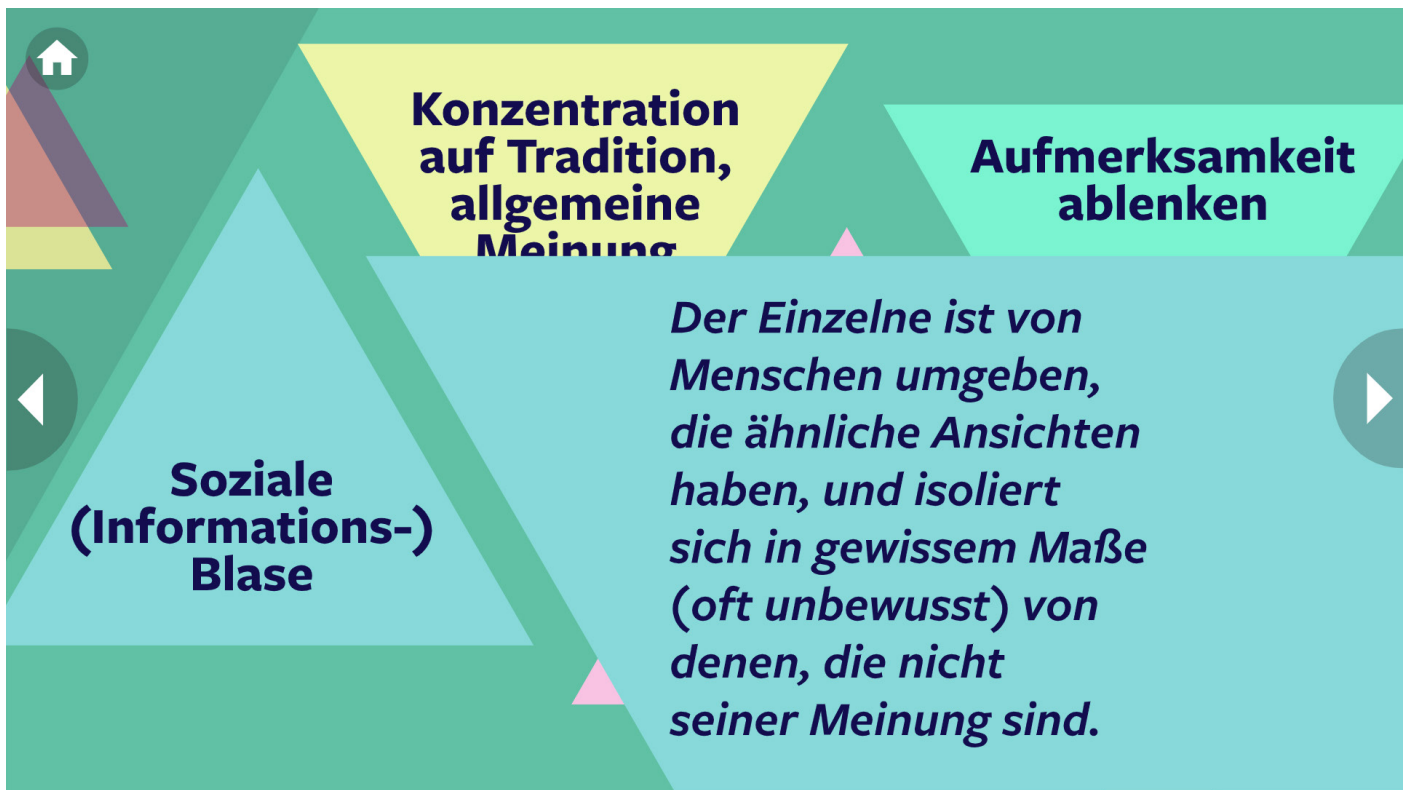 Konzentration
auf Tradition,
allgemeine
Meinung
Aufmerksamkeit
ablenken
Soziale
(Informations-)
Blase
Der Einzelne ist von
Menschen umgeben,
die ähnliche Ansichten
haben, und isoliert
sich in gewissem Maße
(oft unbewusst) von
denen, die nicht
seiner Meinung sind.